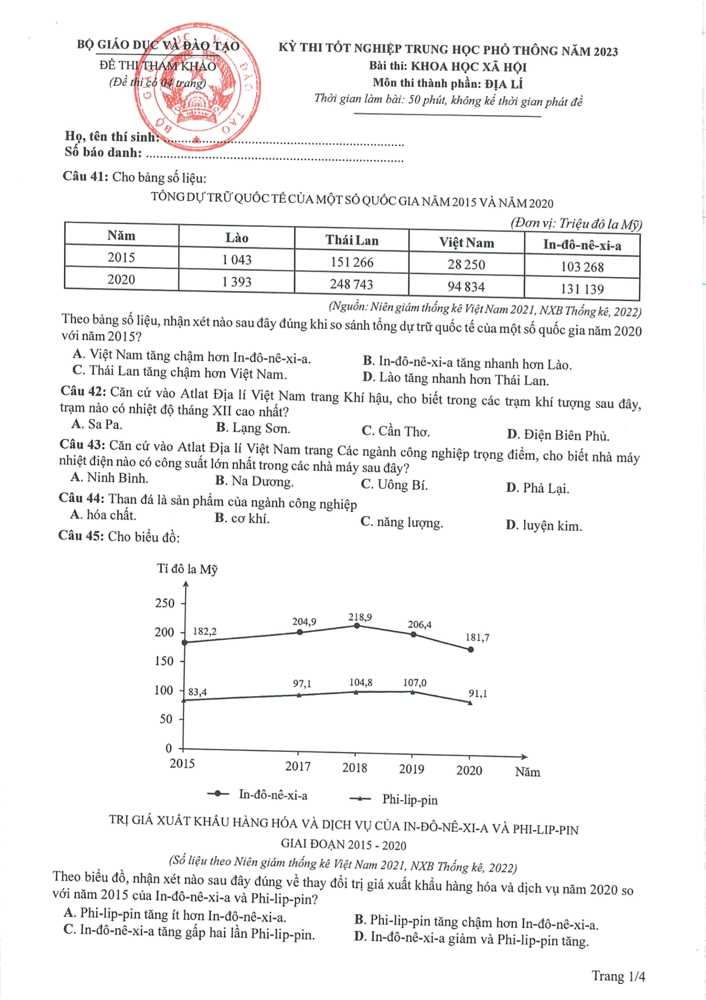 BỘ GIÁO DỤC VÀ ĐÀO TẠO
ĐỀ THI THAM KHẢO
(Đề thi có 04 trang)
KỲ THI TỐT NGHIỆP TRUNG HỌC PHỔ THÔNG NĂM 2023
Bài thi: KHOA HỌC XÃ HỘI
Môn thi thành phần: ĐỊA LÍ
Thời gian làm bài: 50 phút, không kể thời gian phát đề
BỘ GIÁO DỤC VÀ ĐÀO TẠO
Họ, tên thí sinh: ........................................................
Số báo danh: ........................................................
Câu 41: Cho bảng số liệu:
TỔNG DỰ TRỮ QUỐC TẾ CỦA MỘT SỐ QUỐC GIA NĂM 2015 VÀ NĂM 2020
(Đơn vị: Triệu đô la Mỹ)
Năm Lào Thái Lan Việt Nam In-đô-nê-xi-a
2015 1 043 151 266 28 250 103 268
2020 1 393 248 743 94 834 131 139
(Nguồn: Niên giám thống kê Việt Nam 2021, NXB Thống kê, 2022)
Theo bảng số liệu, nhận xét nào sau đây đúng khi so sánh tổng dự trữ quốc tế của một số quốc gia năm 2020
với năm 2015?
A. Việt Nam tăng chậm hơn In-đô-nê-xi-a. B. In-đô-nê-xi-a tăng nhanh hơn Lào.
C. Thái Lan tăng chậm hơn Việt Nam. D. Lào tăng nhanh hơn Thái Lan.
Câu 42: Căn cứ vào Atlat Địa lí Việt Nam trang Khí hậu, cho biết trong các trạm khí tượng sau đây,
trạm nào có nhiệt độ tháng XII cao nhất?
A. Sa Pa. B. Lạng Sơn. C. Cần Thơ. D. Điện Biên Phủ.
Câu 43: Căn cứ vào Atlat Địa lí Việt Nam trang Các ngành công nghiệp trọng điểm, cho biết nhà máy
nhiệt điện nào có công suất lớn nhất trong các nhà máy sau đây?
A. Ninh Bình. B. Na Dương. C. Uông Bí. D. Phả Lại.
Câu 44: Than đá là sản phẩm của ngành công nghiệp
A. hóa chất. B. cơ khí. C. năng lượng. D. luyện kim.
Câu 45: Cho biểu đồ:
Tỉ đô la Mỹ
250
200
150
100
50
0
182,2 204,9 218,9 206,4 181,7
83,4 97,1 104,8 107,0 91,1
2015 2017 2018 2019 2020 Năm
In-đô-nê-xi-a Phi-lip-pin
TRỊ GIÁ XUẤT KHẨU HÀNG HÓA VÀ DỊCH VỤ CỦA IN-ĐÔ-NÊ-XI-A VÀ PHI-LIP-PIN
GIAI ĐOẠN 2015 - 2020
(Số liệu theo Niên giám thống kê Việt Nam 2021, NXB Thống kê, 2022)
Theo biểu đồ, nhận xét nào sau đây đúng về thay đổi trị giá xuất khẩu hàng hóa và dịch vụ năm 2020 so
với năm 2015 của In-đô-nê-xi-a và Phi-lip-pin?
A. Phi-lip-pin tăng ít hơn In-đô-nê-xi-a. B. Phi-lip-pin tăng chậm hơn In-đô-nê-xi-a.
C. In-đô-nê-xi-a tăng gấp hai lần Phi-lip-pin. D. In-đô-nê-xi-a giảm và Phi-lip-pin tăng.
Trang 1/4